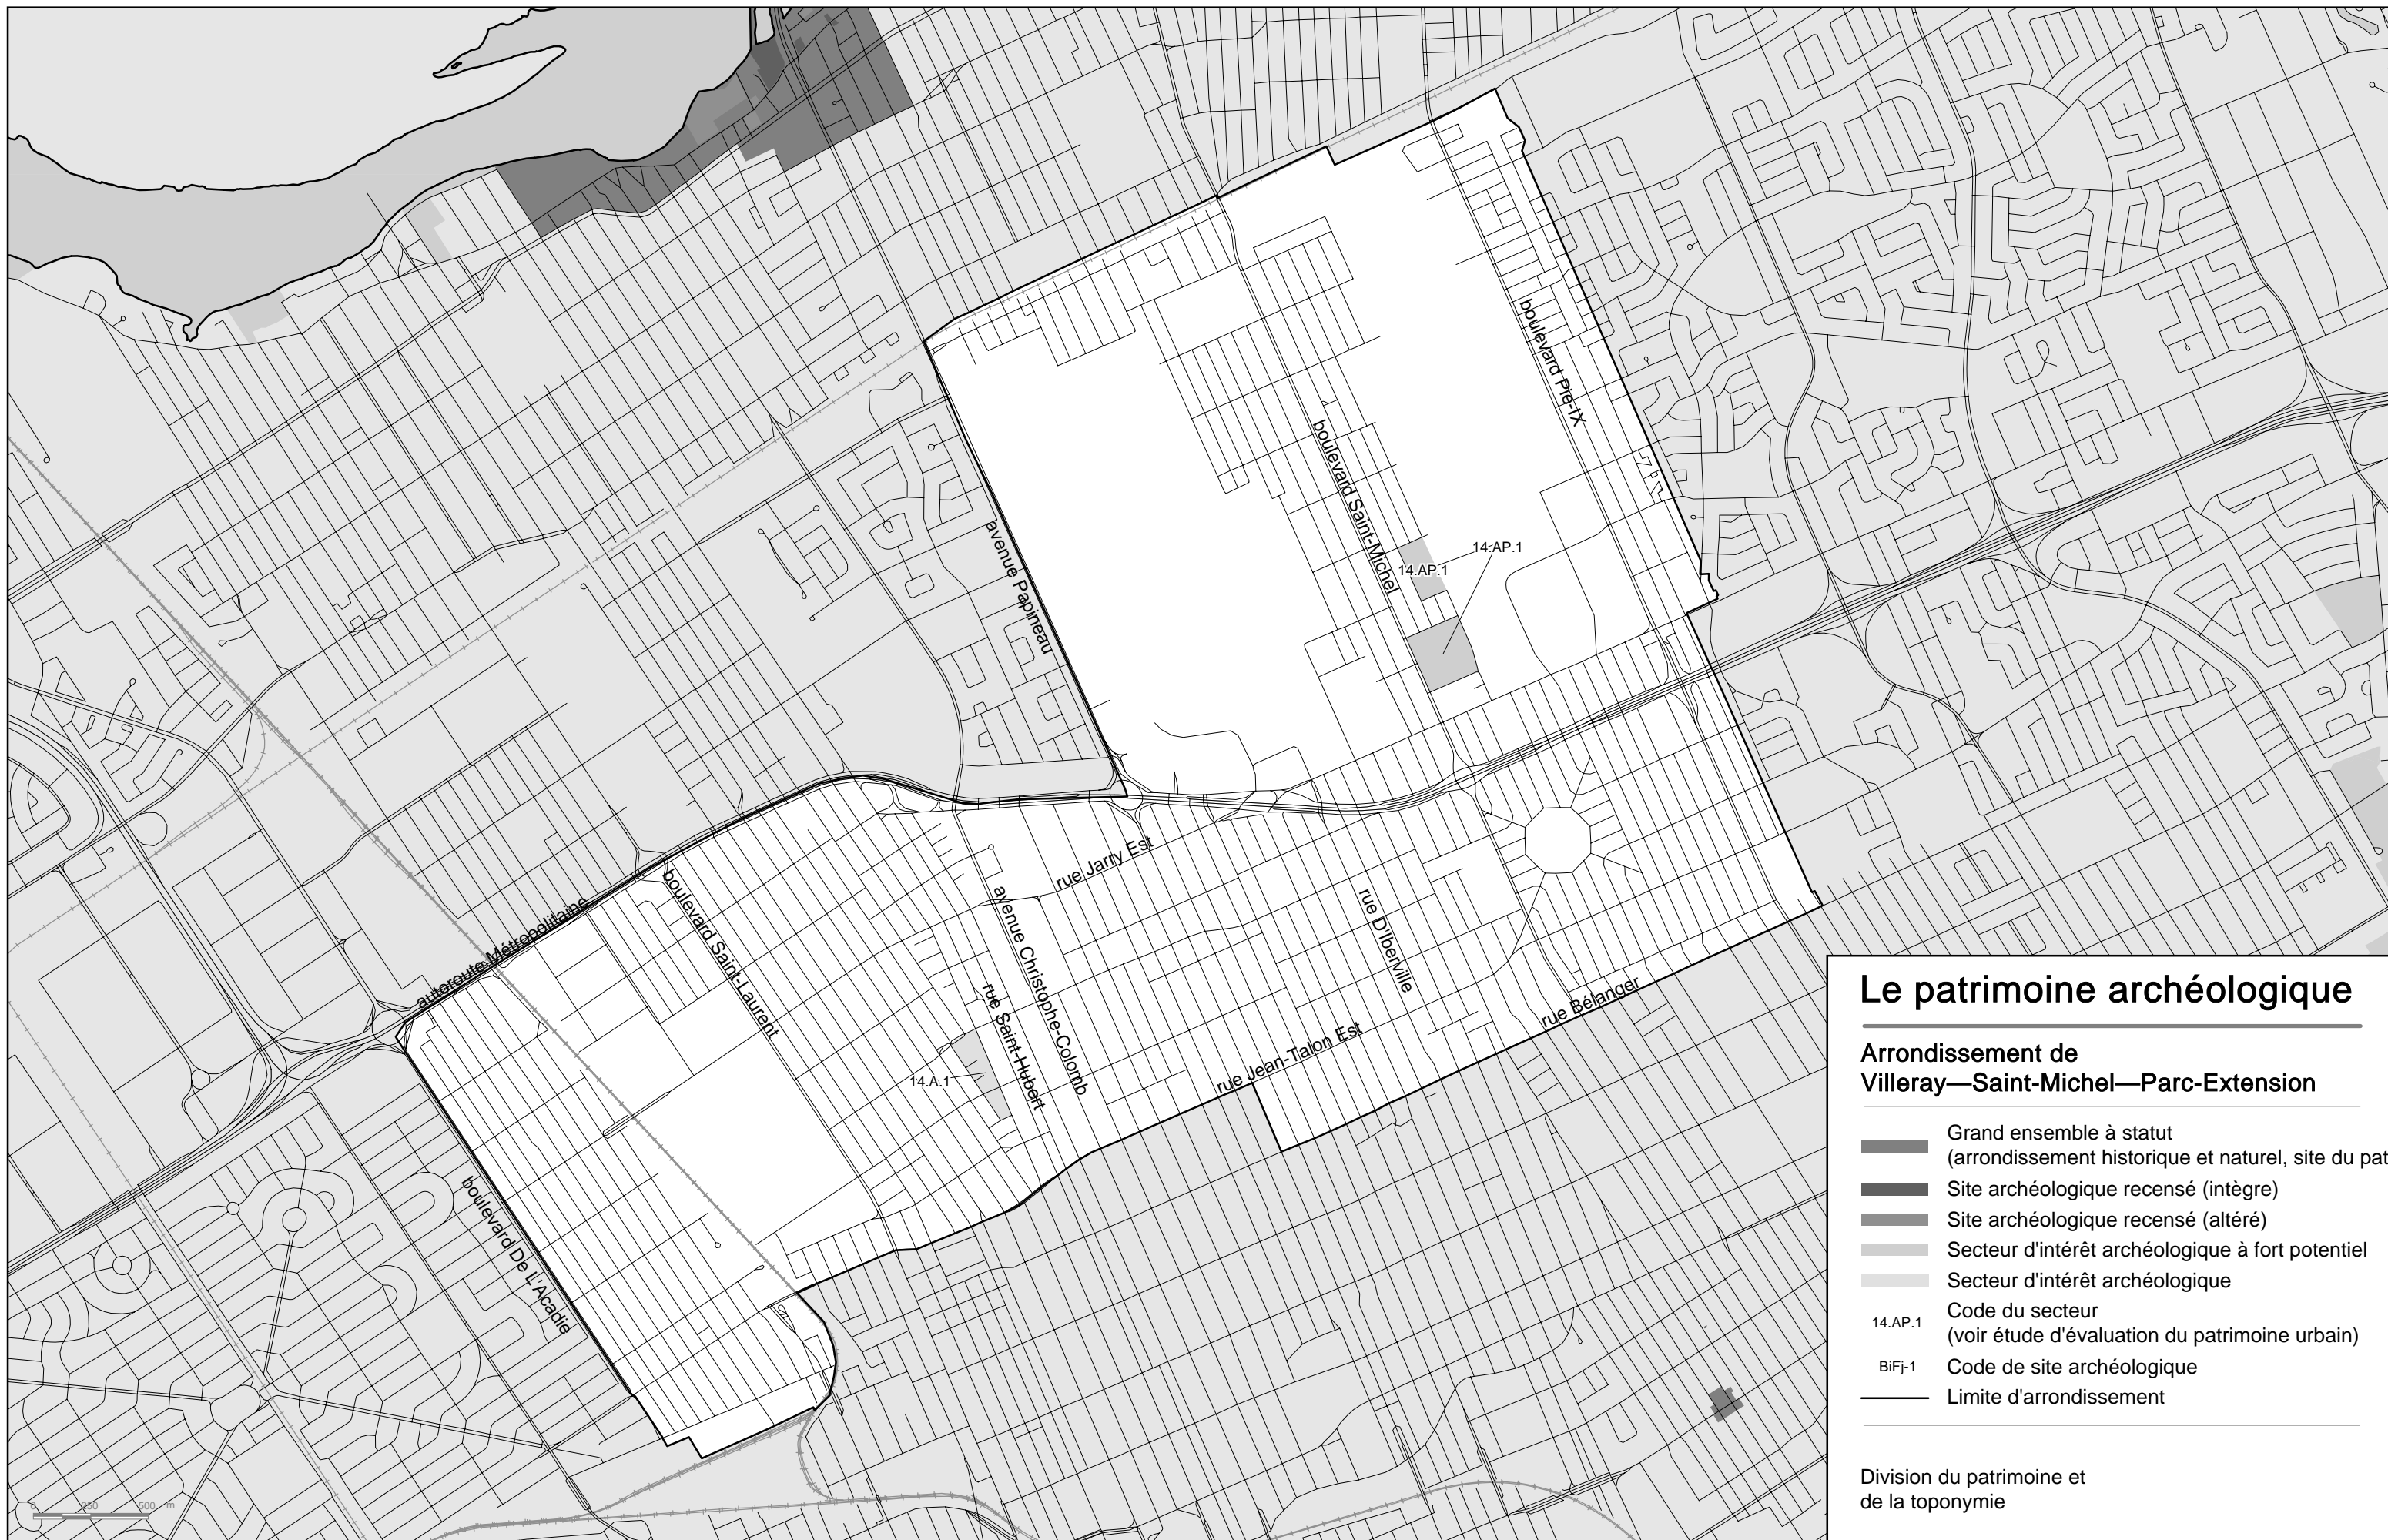 boulevard Pie-IX
boulevard Saint-Michel
avenue Papineau
14.AP.1
14.AP.1
rue Jarry Est
autoroute Métropolitaine
boulevard Saint-Laurent
avenue Christophe-Colomb
rue D'Iberville
rue Saint-Hubert
rue Bélanger
rue Jean-Talon Est
14.A.1
boulevard De L'Acadie
0 250 500 m
Le patrimoine archéologique
Arrondissement de
Villeray—Saint-Michel—Parc-Extension
Grand ensemble à statut
(arrondissement historique et naturel, site du pat
Site archéologique recensé (intègre)
Site archéologique recensé (altéré)
Secteur d'intérêt archéologique à fort potentiel
Secteur d'intérêt archéologique
14.AP.1 Code du secteur
(voir étude d'évaluation du patrimoine urbain)
BiFj-1 Code de site archéologique
Limite d'arrondissement
Division du patrimoine et
de la toponymie